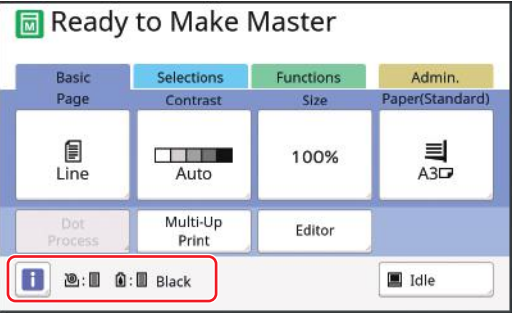 Ready to Make Master
Basic Selections Functions Admin.
Page Contrast Size Paper(Standard)
Line Auto 100% A3
Dot Process Multi-Up Print Editor
i : : Black Idle